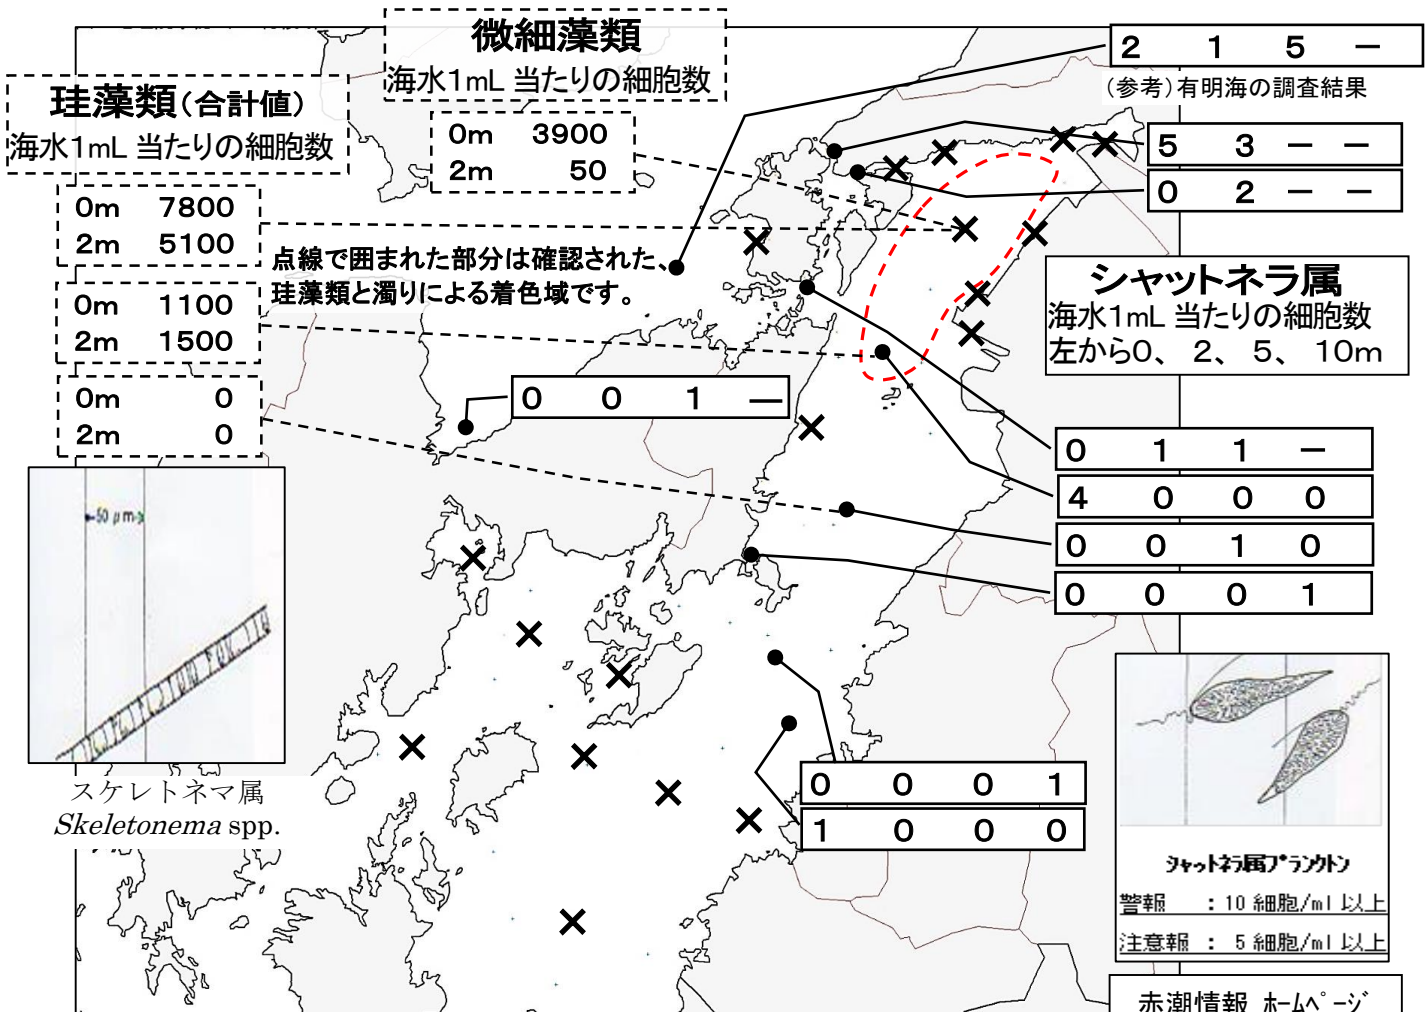 微細藻類
海水1mL 当たりの細胞数
0m 3900
2m 50
珪藻類(合計値)
海水1mL 当たりの細胞数
0m 7800
2m 5100
0m 1100
2m 1500
0m 0
2m 0
点線で囲まれた部分は確認された、
珪藻類と濁りによる着色域です。
2 1 5 −
(参考)有明海の調査結果
5 3 − −
0 2 − −
シャットネラ属
海水1mL 当たりの細胞数
左から0、 2、 5、 10m
0 0 1 −
0 1 1 −
4 0 0 0
0 0 1 0
0 0 0 1
0 0 0 1
1 0 0 0
50 μm
スケレトネマ属
Skeletonema spp.
シャットネラ属プランクトン
警報 : 10 細胞/ml 以上
注意報 : 5 細胞/ml 以上
赤潮情報 ホームページ